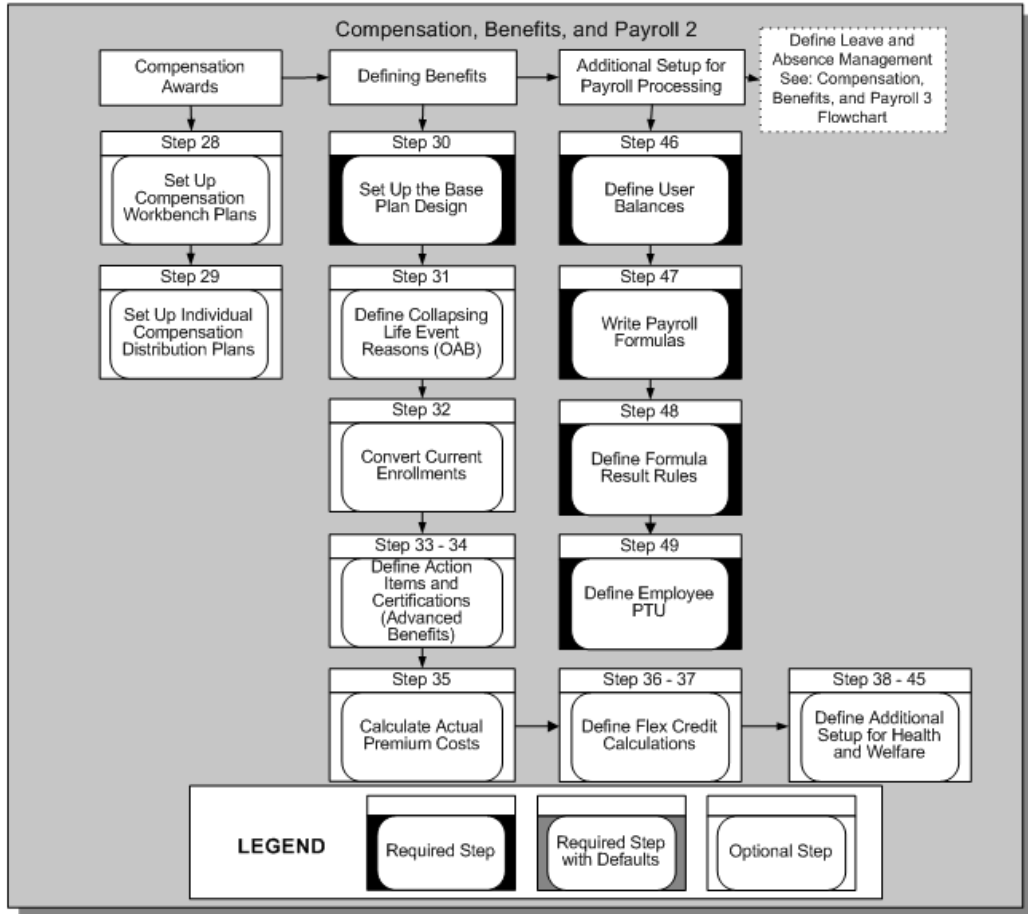 Compensation, Benefits, and Payroll 2
Compensation
Awards
Defining Benefits
Additional Setup for
Payroll Processing
Define Leave and
Absence Management
See: Compensation,
Benefits, and Payroll 3
Flowchart
Step 28
Set Up
Compensation
Workbench Plans
Step 29
Set Up Individual
Compensation
Distribution Plans
Step 30
Set Up the Base
Plan Design
Step 31
Define Collapsing
Life Event
Reasons (OAB)
Step 32
Convert Current
Enrollments
Step 33 - 34
Define Action
Items and
Certifications
(Advanced
Benefits)
Step 35
Calculate Actual
Premium Costs
Step 46
Define User
Balances
Step 47
Write Payroll
Formulas
Step 48
Define Formula
Result Rules
Step 49
Define Employee
PTU
Step 36 - 37
Define Flex Credit
Calculations
Step 38 - 45
Define Additional
Setup for Health
and Welfare
LEGEND
Required Step
Required Step
with Defaults
Optional Step